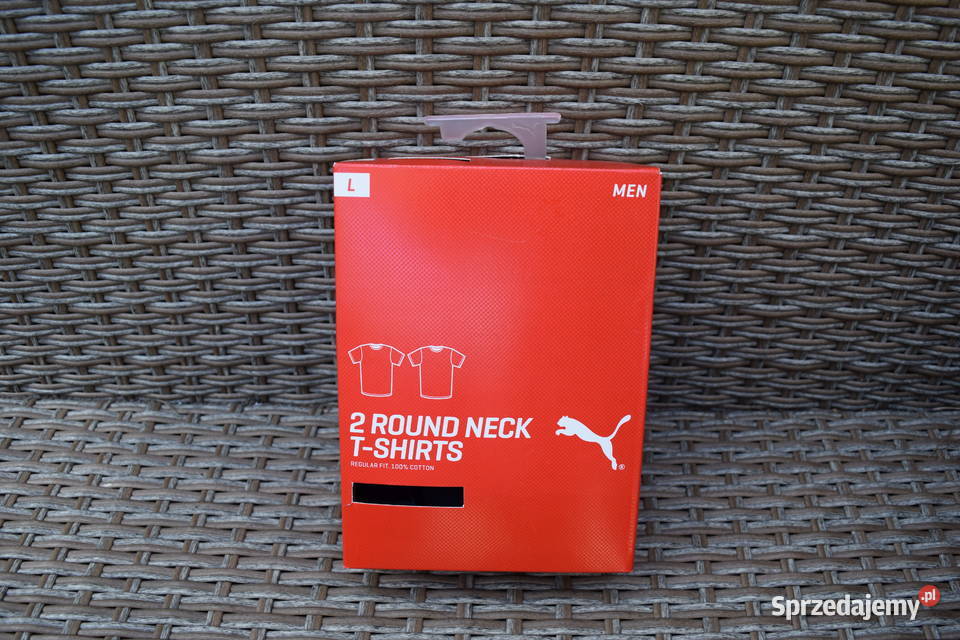 L
MEN
2 ROUND NECK
T-SHIRTS
REGULAR FIT. 100% COTTON
®
Sprzedajemy.pl